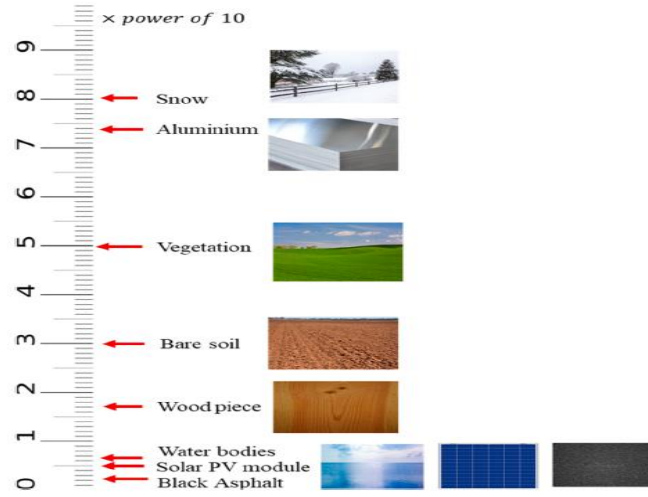 × power of 10
9
8
Snow
Aluminium
7
6
5
Vegetation
4
3
Bare soil
2
Wood piece
1
Water bodies
Solar PV module
0
Black Asphalt